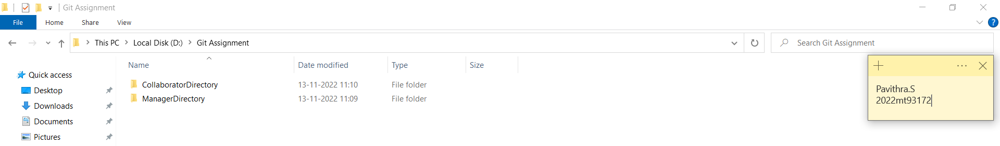 Git Assignment
File Home Share View
This PC Local Disk (D:) Git Assignment
Search Git Assignment
Name Date modified Type Size
Quick access
Desktop
Downloads
Documents
Pictures
CollaboratorDirectory 13-11-2022 11:10 File folder
ManagerDirectory 13-11-2022 11:09 File folder
Pavithra.S
2022mt93172